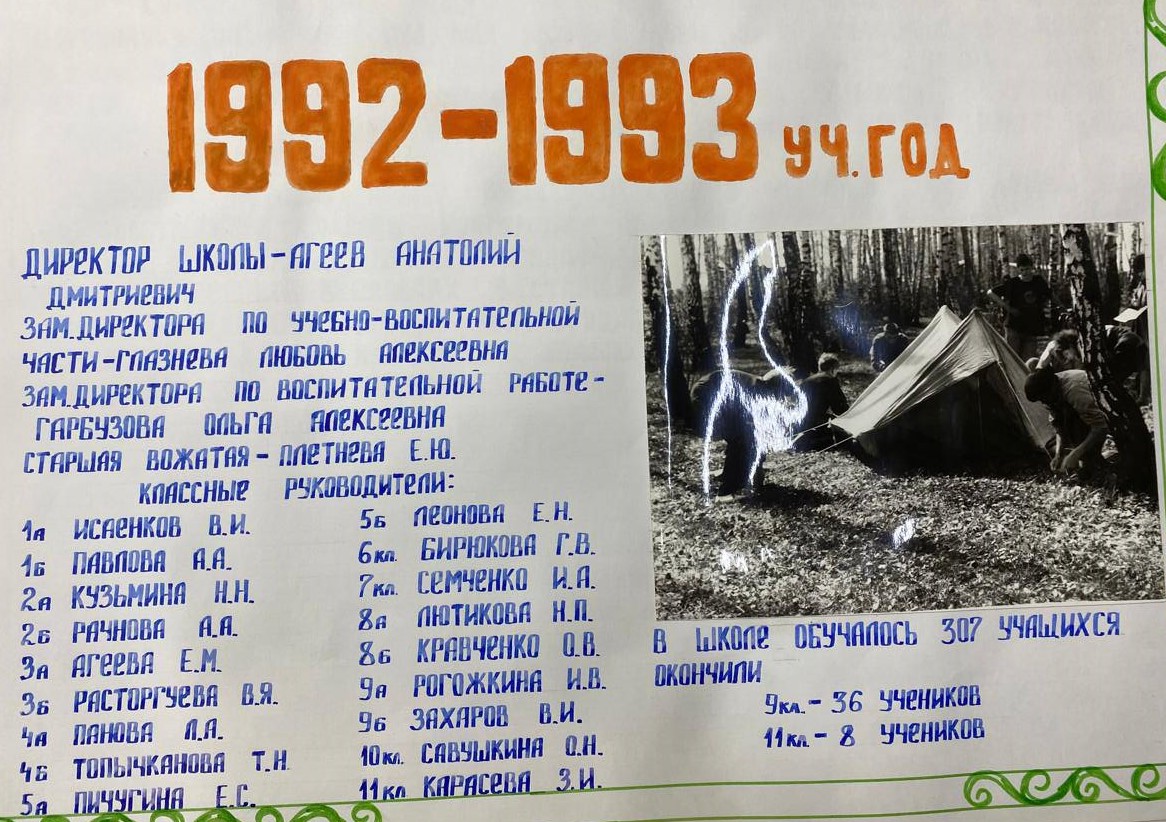 1992-1993 уч.год
ДИРЕКТОР ШКОЛЫ-АГЕЕВ АНАТОЛИЙ
ДМИТРИЕВИЧ
ЗАМ.ДИРЕКТОРА ПО УЧЕБНО-ВОСПИТАТЕЛЬНОЙ
ЧАСТИ-ГЛАЗНЕВА ЛЮБОВЬ АЛЕКСЕЕВНА
ЗАМ.ДИРЕКТОРА ПО ВОСПИТАТЕЛЬНОЙ РАБОТЕ-
ГАРБУЗОВА ОЛЬГА АЛЕКСЕЕВНА
СТАРШАЯ ВОЖАТАЯ-ПЛЕТНЕВА Е.Ю.
КЛАССНЫЕ РУКОВОДИТЕЛИ:
1а ИСАЕНКОВ В.И.
1б ПАВЛОВА А.А.
2а КУЗЬМИНА Н.Н.
2б РАЧНОВА А.А.
3а АГЕЕВА Е.М.
3б РАСТОРГУЕВА В.Я.
4а ПАНОВА Л.А.
4б ТОПЫЧКАНОВА Т.Н
5а ПИЧУГИНА Е.С.
5б ЛЕОНОВА Е.Н.
6кл. БИРЮКОВА Г.В.
7кл. СЕМЧЕНКО И.А.
8а ЛЮТИКОВА Н.П.
8б КРАВЧЕНКО О.В.
9а РОГОЖКИНА И.В.
9б ЗАХАРОВ В.И.
10кл. САВУШКИНА О.Н.
11кл КАРАСЕВА З.И.
В ШКОЛЕ ОБУЧАЛОСЬ 307 УЧАЩИХСЯ
ОКОНЧИЛИ
9кл.- 36 УЧЕНИКОВ
11кл- 8 УЧЕНИКОВ